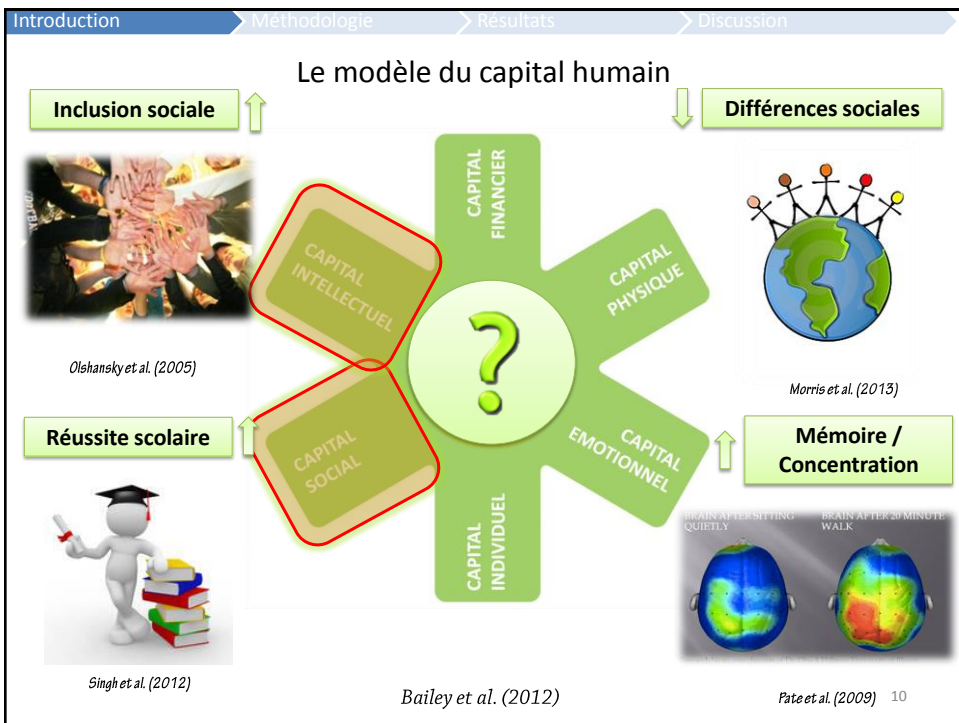 Introduction
Méthodologie
Résultats
Discussion
Le modèle du capital humain
Inclusion sociale
Différences sociales
CAPITAL
FINANCIER
CAPITAL
INTELLECTUEL
CAPITAL
PHYSIQUE
?
Olshansky et al. (2005)
Morris et al. (2013)
Réussite scolaire
Mémoire /
Concentration
CAPITAL
SOCIAL
CAPITAL
EMOTIONNEL
CAPITAL
INDIVIDUEL
BRAIN AFTER SITTING
QUIETLY
BRAIN AFTER 20 MINUTE
WALK
Singh et al. (2012)
Bailey et al. (2012)
Pate et al. (2009)
10